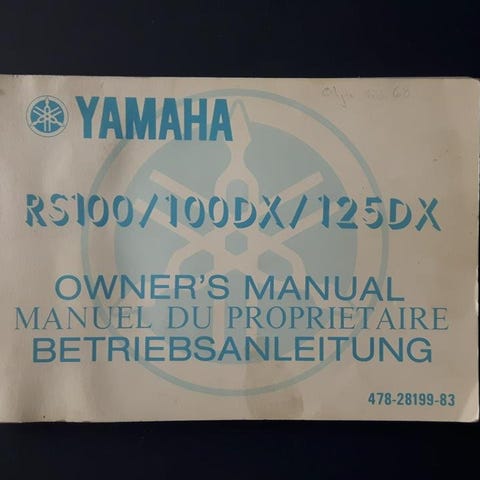 YAMAHA
RS100/100DX/125DX
OWNER'S MANUAL
MANUEL DU PROPRIETAIRE
BETRIEBSANLEITUNG
478-28199-83